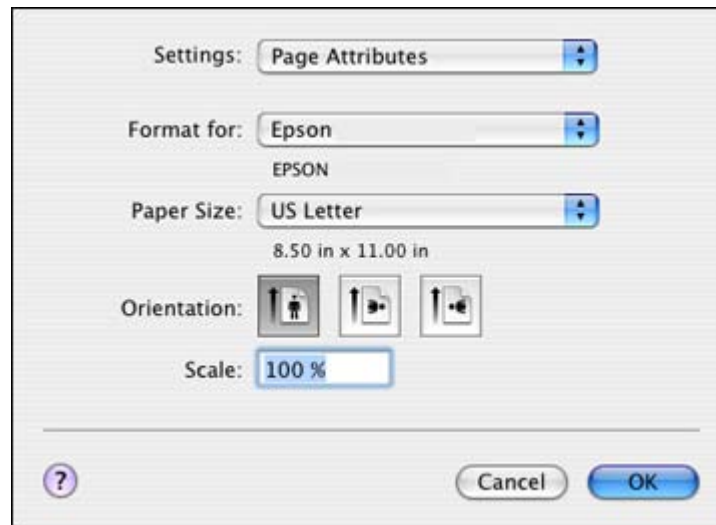 Settings: Page Attributes
Format for: Epson
EPSON
Paper Size: US Letter
8.50 in x 11.00 in
Orientation:
Scale: 100 %
? Cancel OK